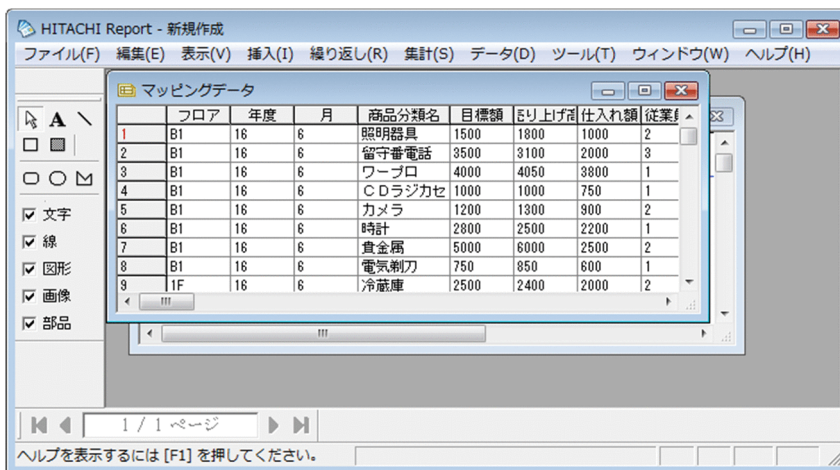 HITACHI Report - 新規作成
ファイル(F) 編集(E) 表示(V) 挿入(I) 繰り返し(R) 集計(S) データ(D) ツール(T) ウィンドウ(W) ヘルプ(H)
マッピングデータ
フロア 年度 月 商品分類名 目標額 売り上げ高 仕入れ額 従業員
1 B1 16 6 照明器具 1500 1800 1000 2
2 B1 16 6 留守番電話 3500 3100 2000 3
3 B1 16 6 ワープロ 4000 4050 3800 1
4 B1 16 6 CDラジカセ 1000 1000 750 1
5 B1 16 6 カメラ 1200 1300 900 2
6 B1 16 6 時計 2800 2500 2200 1
7 B1 16 6 貴金属 5000 6000 2500 2
8 B1 16 6 電気剃刀 750 850 600 1
9 1F 16 6 冷蔵庫 2500 2400 2000 2
A
文字
線
図形
画像
部品
1 / 1 ページ
ヘルプを表示するには [F1] を押してください。